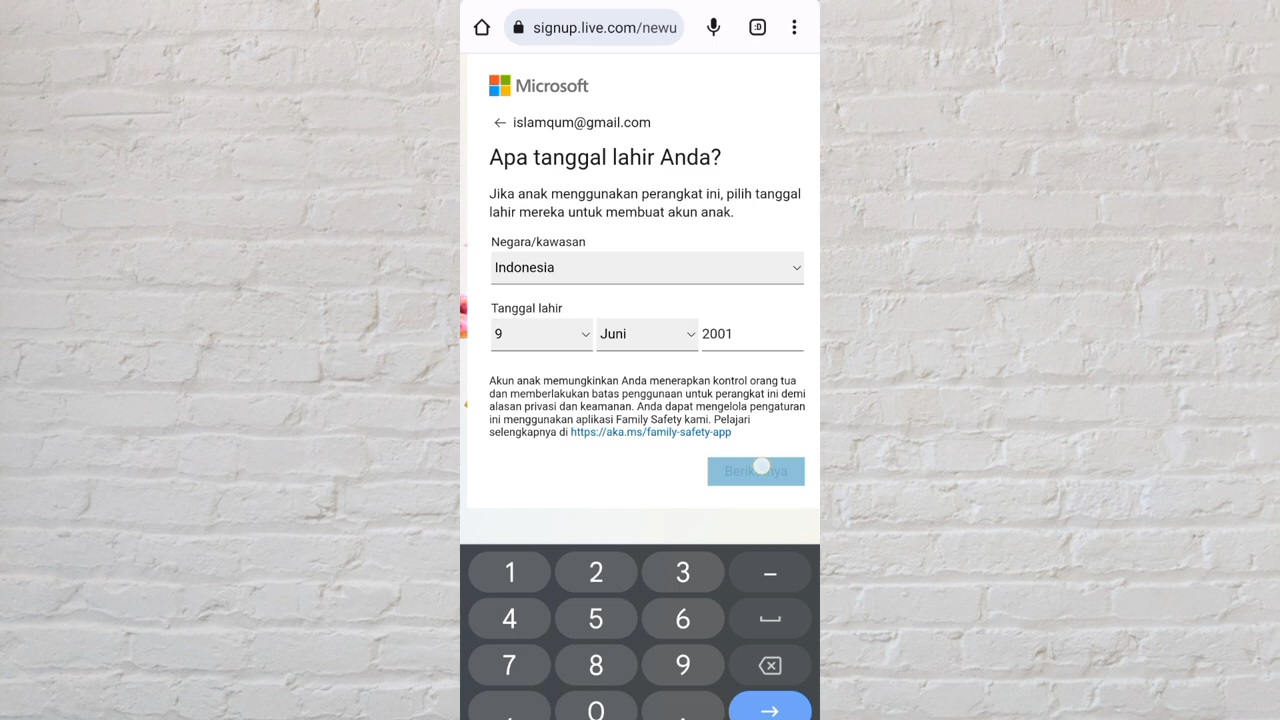 signup.live.com/newu
:D
Microsoft
← islamqum@gmail.com
Apa tanggal lahir Anda?
Jika anak menggunakan perangkat ini, pilih tanggal
lahir mereka untuk membuat akun anak.
Negara/kawasan
Indonesia
Tanggal lahir
9 Juni 2001
Akun anak memungkinkan Anda menerapkan kontrol orang tua
dan memberlakukan batas penggunaan untuk perangkat ini demi
alasan privasi dan keamanan. Anda dapat mengelola pengaturan
ini menggunakan aplikasi Family Safety kami. Pelajari
selengkapnya di https://aka.ms/family-safety-app
1 2 3 –
4 5 6
7 8 9
, 0 .